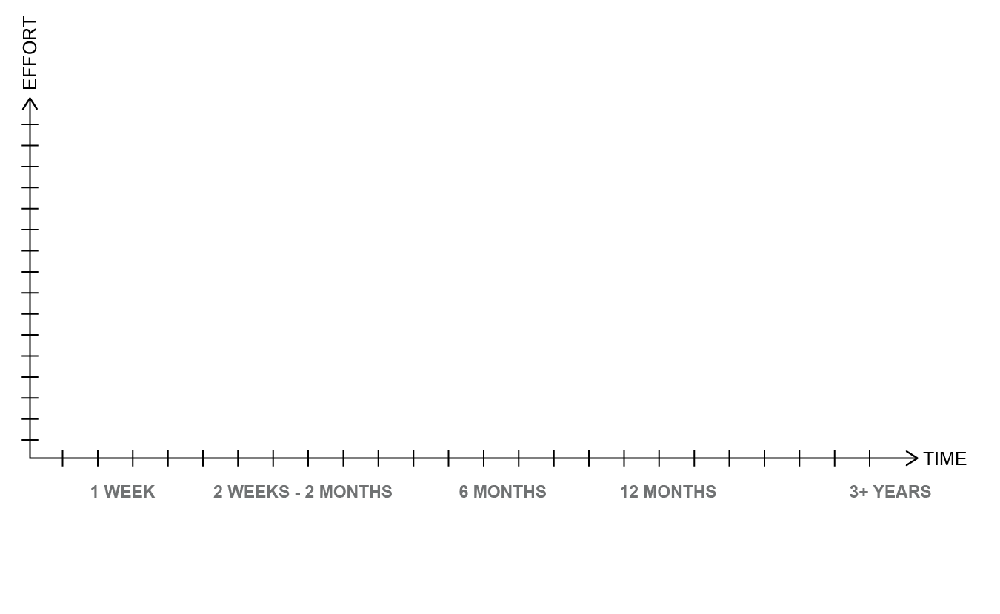 EFFORT
TIME
1 WEEK
2 WEEKS - 2 MONTHS
6 MONTHS
12 MONTHS
3+ YEARS